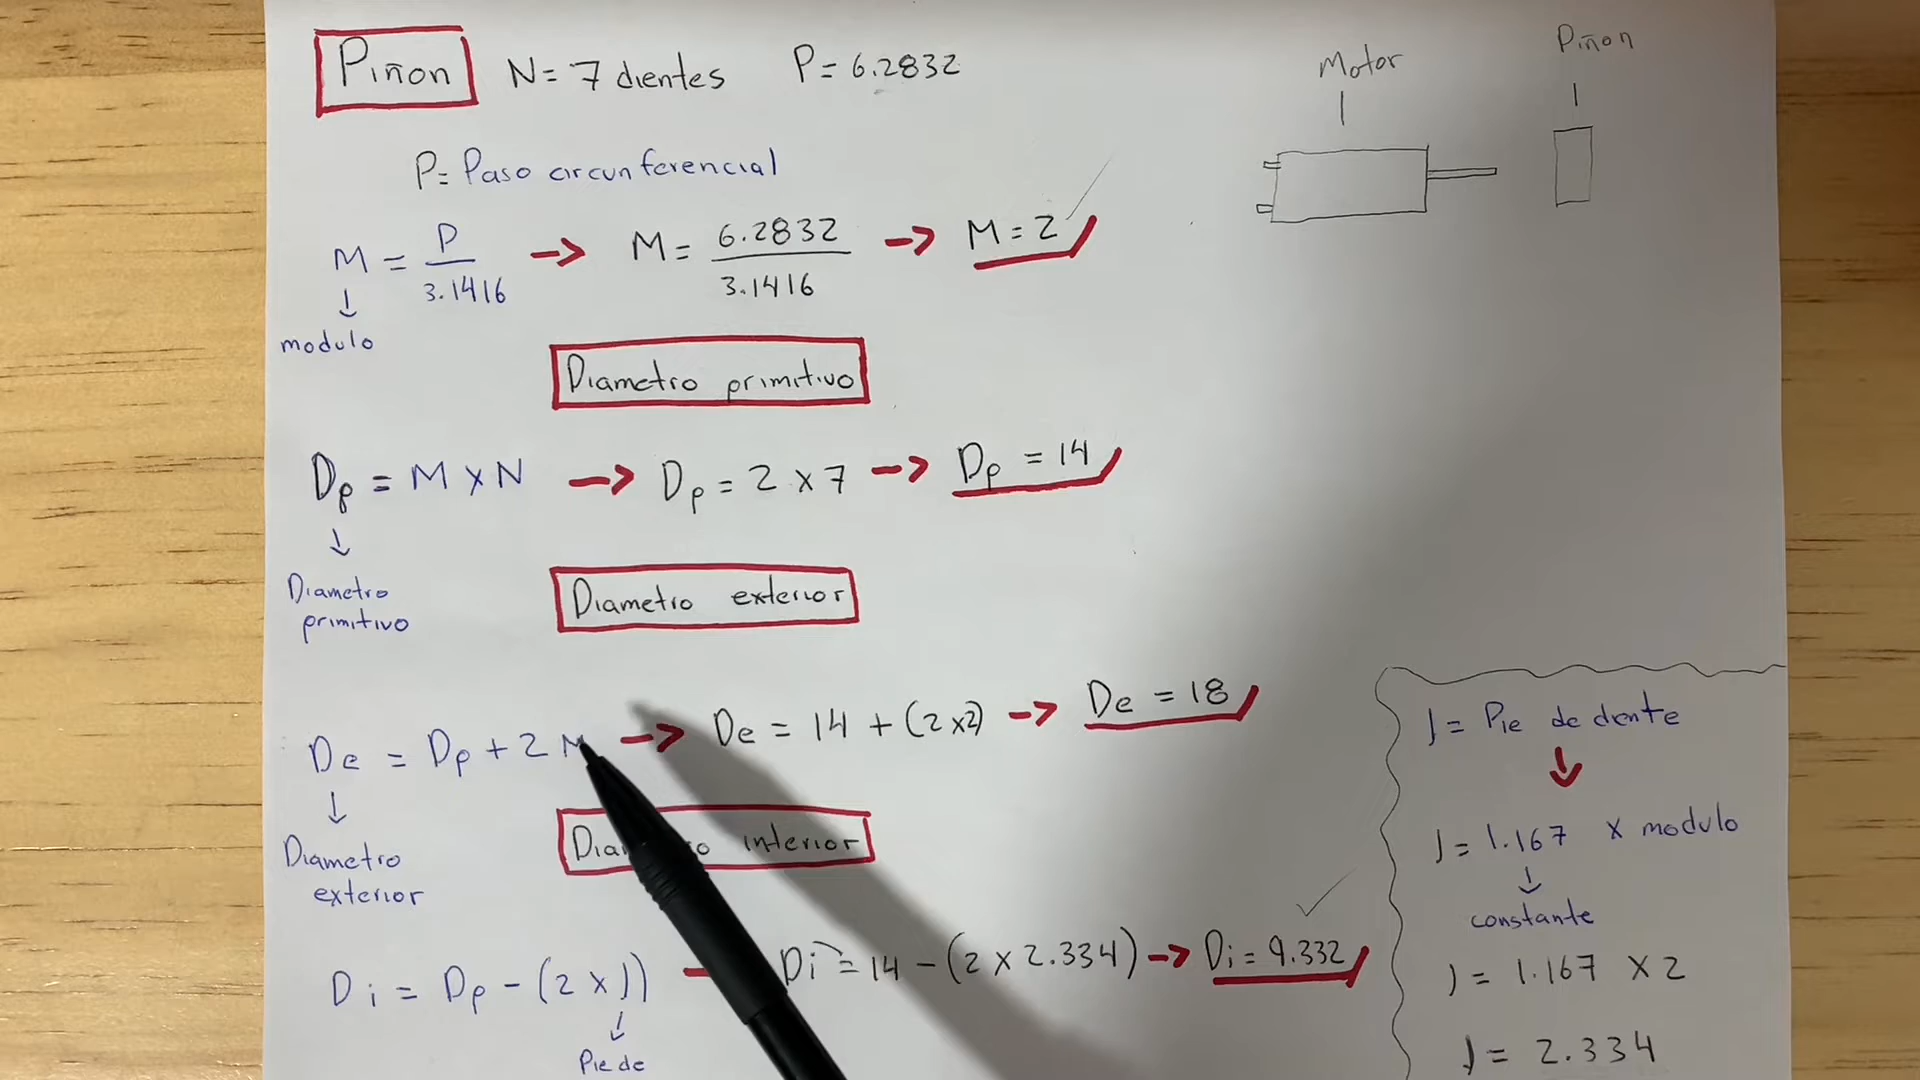 Piñon N= 7 dientes P= 6.2832
Motor
Piñon
P= Paso circunferencial
M = P / 3.1416 → M = 6.2832 / 3.1416 → M = 2
modulo
Diametro primitivo
Dp = M x N → Dp = 2 x 7 → Dp = 14
Diametro
primitivo
Diametro exterior
De = Dp + 2 M → De = 14 + (2x2) → De = 18
Diametro
exterior
interior
Di = Dp - (2 x J) Di = 14 - (2 x 2.334) → Di = 9.332
Pie de
J = Pie de dente
J = 1.167 x modulo
constante
J = 1.167 x 2
J = 2.334